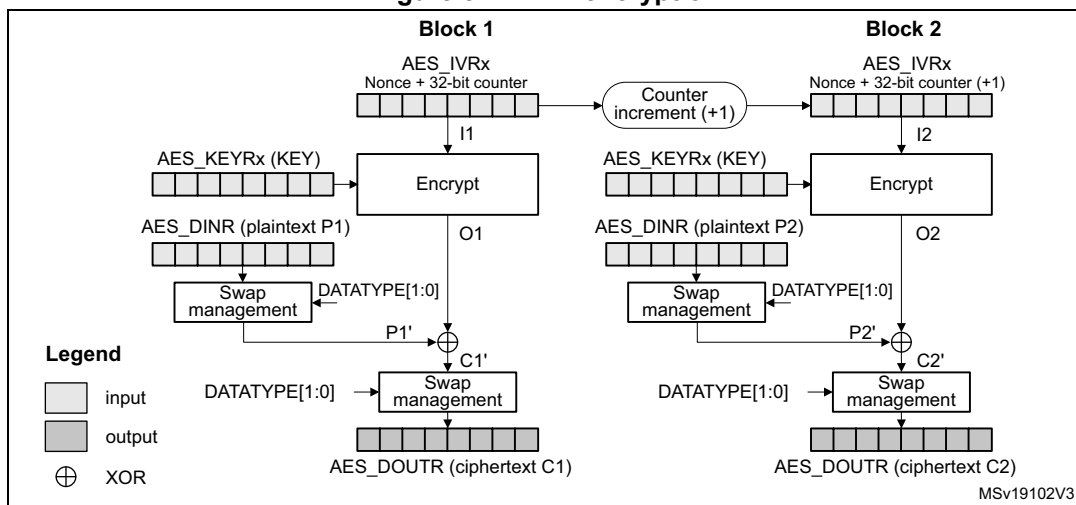 Block 1
Block 2
AES_IVRx
Nonce + 32-bit counter
Counter
increment (+1)
AES_IVRx
Nonce + 32-bit counter (+1)
I1
I2
AES_KEYRx (KEY)
Encrypt
AES_KEYRx (KEY)
Encrypt
AES_DINR (plaintext P1)
O1
AES_DINR (plaintext P2)
O2
Swap
management
DATATYPE[1:0]
Swap
management
DATATYPE[1:0]
P1'
P2'
C1'
C2'
Legend
input
output
XOR
DATATYPE[1:0]
Swap
management
DATATYPE[1:0]
Swap
management
AES_DOUTR (ciphertext C1)
AES_DOUTR (ciphertext C2)
MSv19102V3